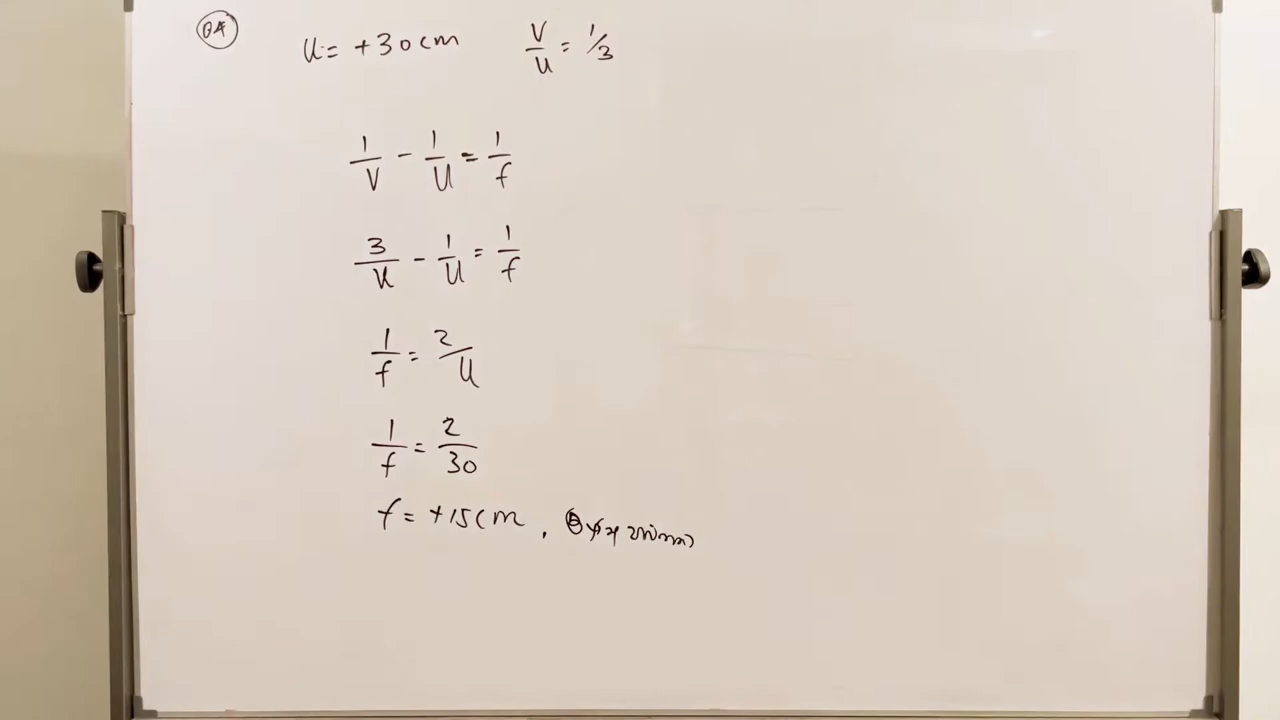 04 u = +30cm v/u = 1/3
1/v - 1/u = 1/f
3/u - 1/u = 1/f
1/f = 2/u
1/f = 2/30
f = +15cm,